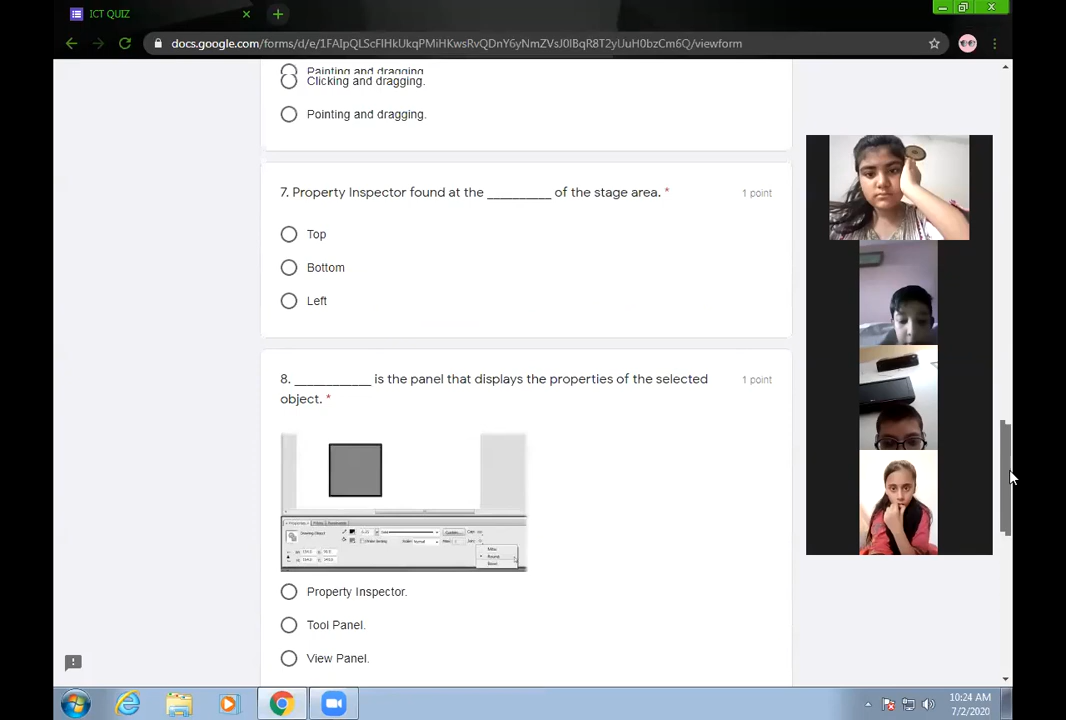 ICT QUIZ
docs.google.com/forms/d/e/1FAIpQLScFIHkUkqPMiHKwsRvQDnY6yNmZVsJ0lBqR8T2yUuH0bzCm6Q/viewform
Painting and dragging
Clicking and dragging.
Pointing and dragging.
7. Property Inspector found at the __________ of the stage area. * 1 point
Top
Bottom
Left
8. ____________ is the panel that displays the properties of the selected 1 point
object. *
Property Inspector.
Tool Panel.
View Panel.
10:24 AM
7/2/2020